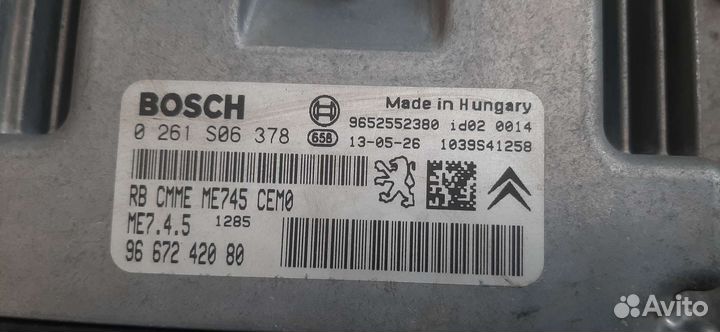 BOSCH
Made in Hungary
0 261 S06 378
9652552380 id02 0014
658
13-05-26 1039S41258
RB CMME ME745 CEM0
ME7.4.5 1285
96 672 420 80
Avito